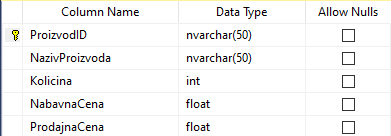 Column Name Data Type Allow Nulls
ProizvodID nvarchar(50)
NazivProizvoda nvarchar(50)
Kolicina int
NabavnaCena float
ProdajnaCena float